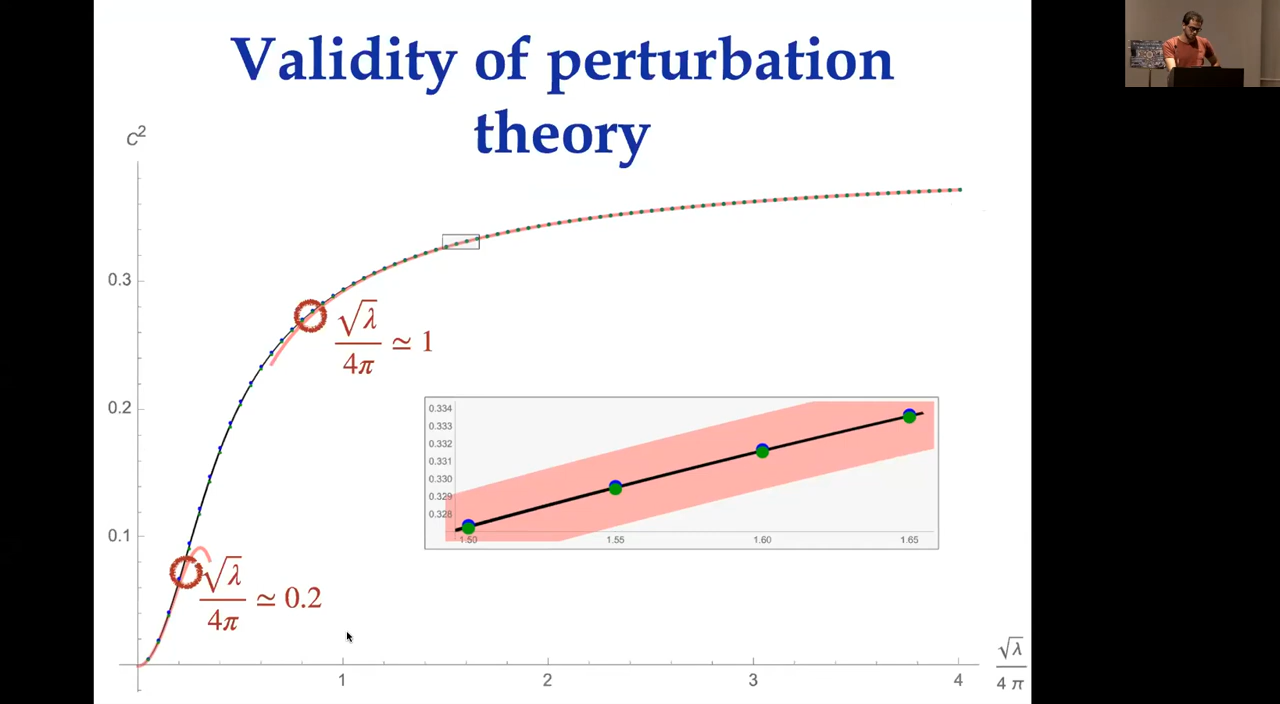 Validity of perturbation
theory
C²
0.3
0.2
0.1
√λ
4π
≃ 1
√λ
4π
≃ 0.2
0.334
0.333
0.332
0.331
0.330
0.329
0.328
1.50
1.55
1.60
1.65
1
2
3
4
√λ
4 π